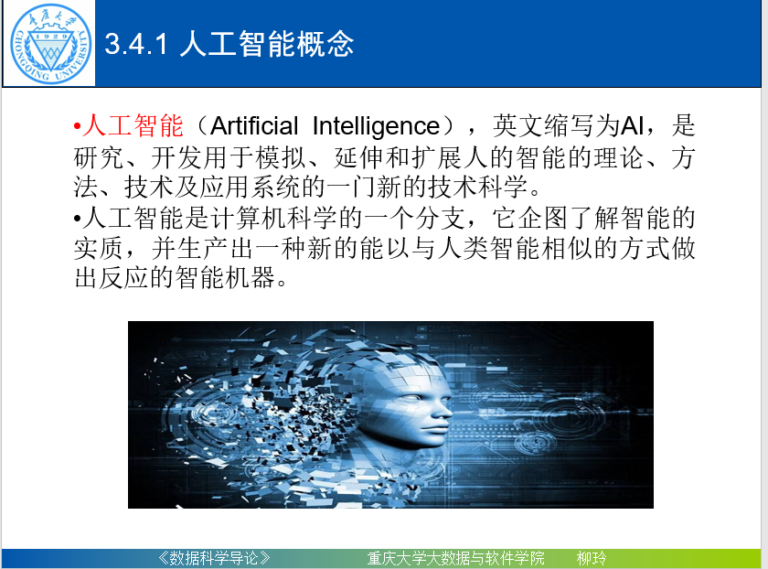 重庆大学
CHONGQING UNIVERSITY
1929
3.4.1 人工智能概念
•人工智能（Artificial Intelligence），英文缩写为AI，是
研究、开发用于模拟、延伸和扩展人的智能的理论、方
法、技术及应用系统的一门新的技术科学。
•人工智能是计算机科学的一个分支，它企图了解智能的
实质，并生产出一种新的能以与人类智能相似的方式做
出反应的智能机器。
《数据科学导论》 重庆大学大数据与软件学院 柳玲